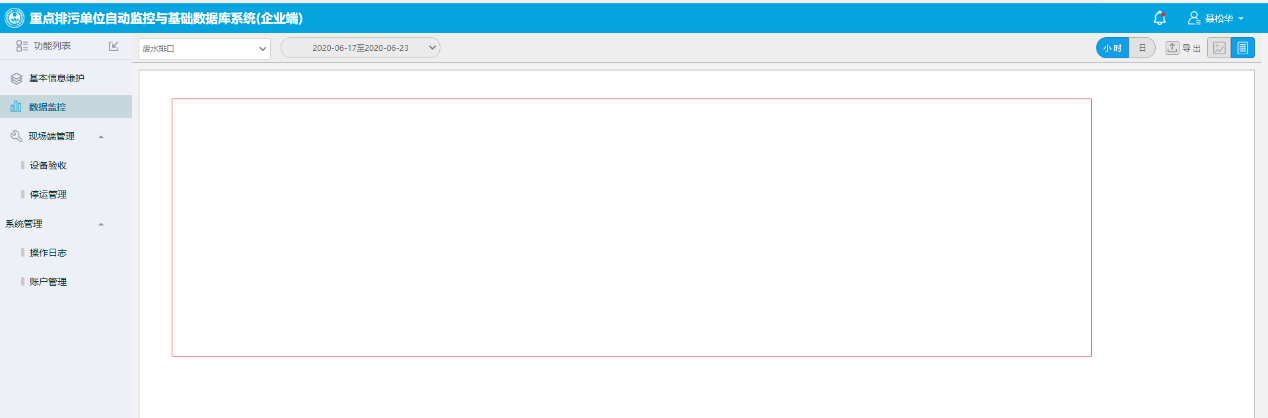 重点排污单位自动监控与基础数据库系统(企业端)
聂松华
功能列表
废水排口
2020-06-17至2020-06-23
小时
日
导出
基本信息维护
数据监控
现场端管理
设备验收
停运管理
系统管理
操作日志
账户管理